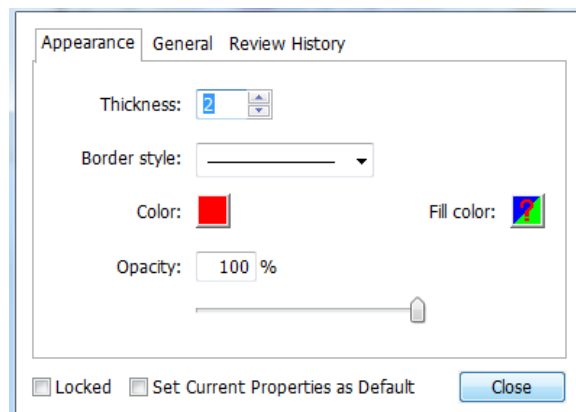 Appearance General Review History
Thickness: 2
Border style:
Color: Fill color: ?
Opacity: 100 %
Locked Set Current Properties as Default Close